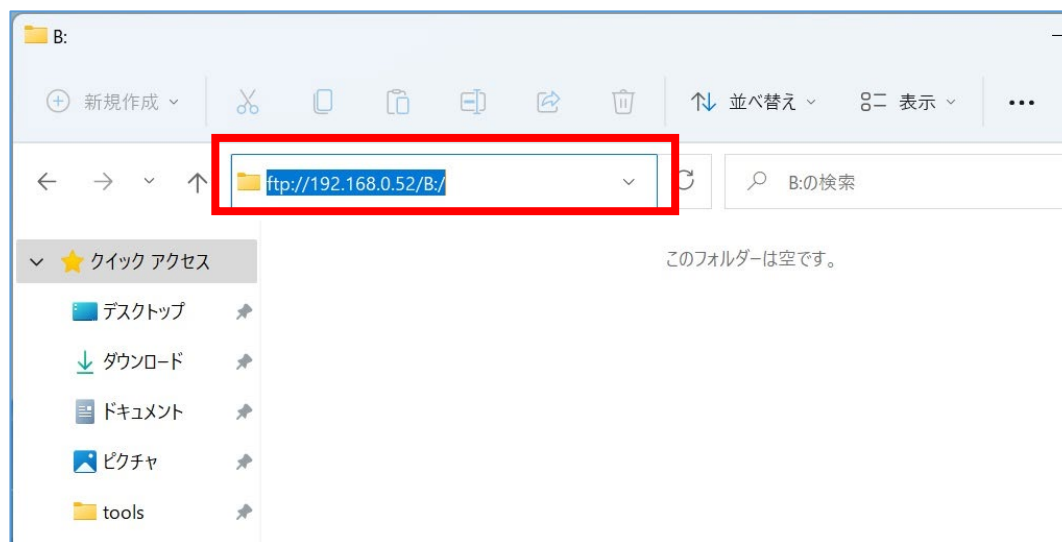 B:
新規作成
並べ替え
表示
ftp://192.168.0.52/B:/
B:の検索
クイック アクセス
このフォルダーは空です。
デスクトップ
ダウンロード
ドキュメント
ピクチャ
tools